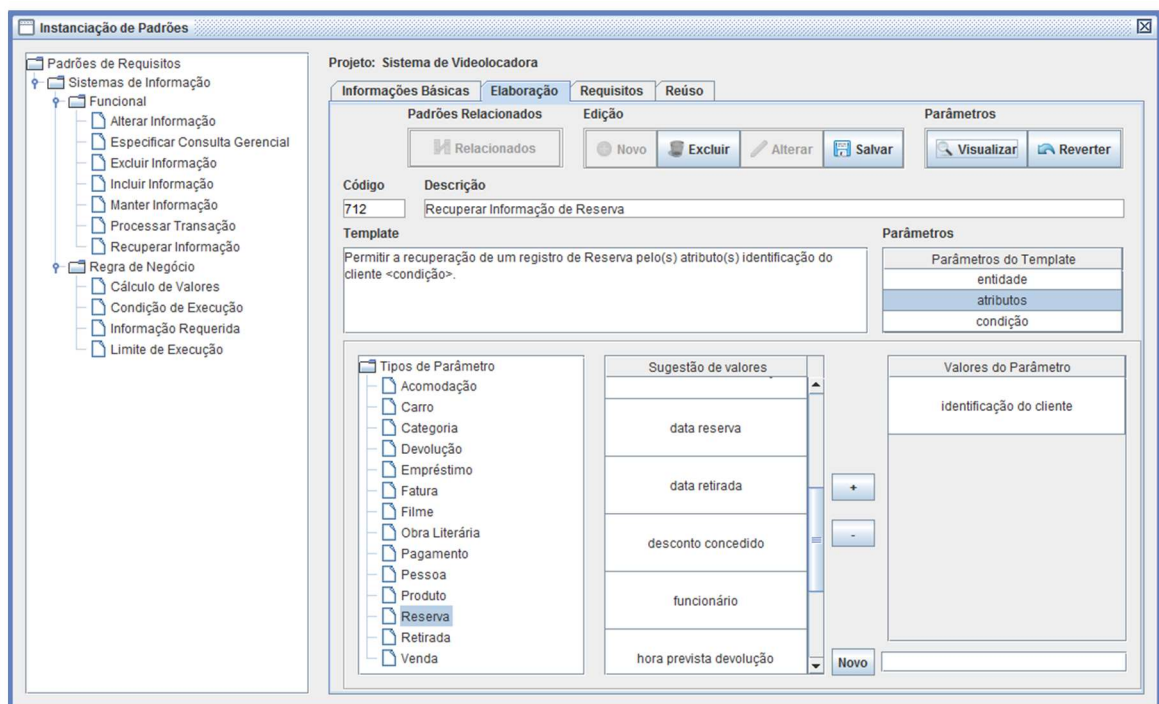 Instanciação de Padrões
Padrões de Requisitos
Sistemas de Informação
Funcional
Alterar Informação
Especificar Consulta Gerencial
Excluir Informação
Incluir Informação
Manter Informação
Processar Transação
Recuperar Informação
Regra de Negócio
Cálculo de Valores
Condição de Execução
Informação Requerida
Limite de Execução
Projeto: Sistema de Videolocadora
Informações Básicas Elaboração Requisitos Reúso
Padrões Relacionados Edição Parâmetros
Relacionados Novo Excluir Alterar Salvar Visualizar Reverter
Código Descrição
712 Recuperar Informação de Reserva
Template Parâmetros
Permitir a recuperação de um registro de Reserva pelo(s) atributo(s) identificação do
cliente <condição>.
Parâmetros do Template
entidade
atributos
condição
Tipos de Parâmetro
Acomodação
Carro
Categoria
Devolução
Empréstimo
Fatura
Filme
Obra Literária
Pagamento
Pessoa
Produto
Reserva
Retirada
Venda
Sugestão de valores
data reserva
data retirada
desconto concedido
funcionário
hora prevista devolução
+
-
Novo
Valores do Parâmetro
identificação do cliente